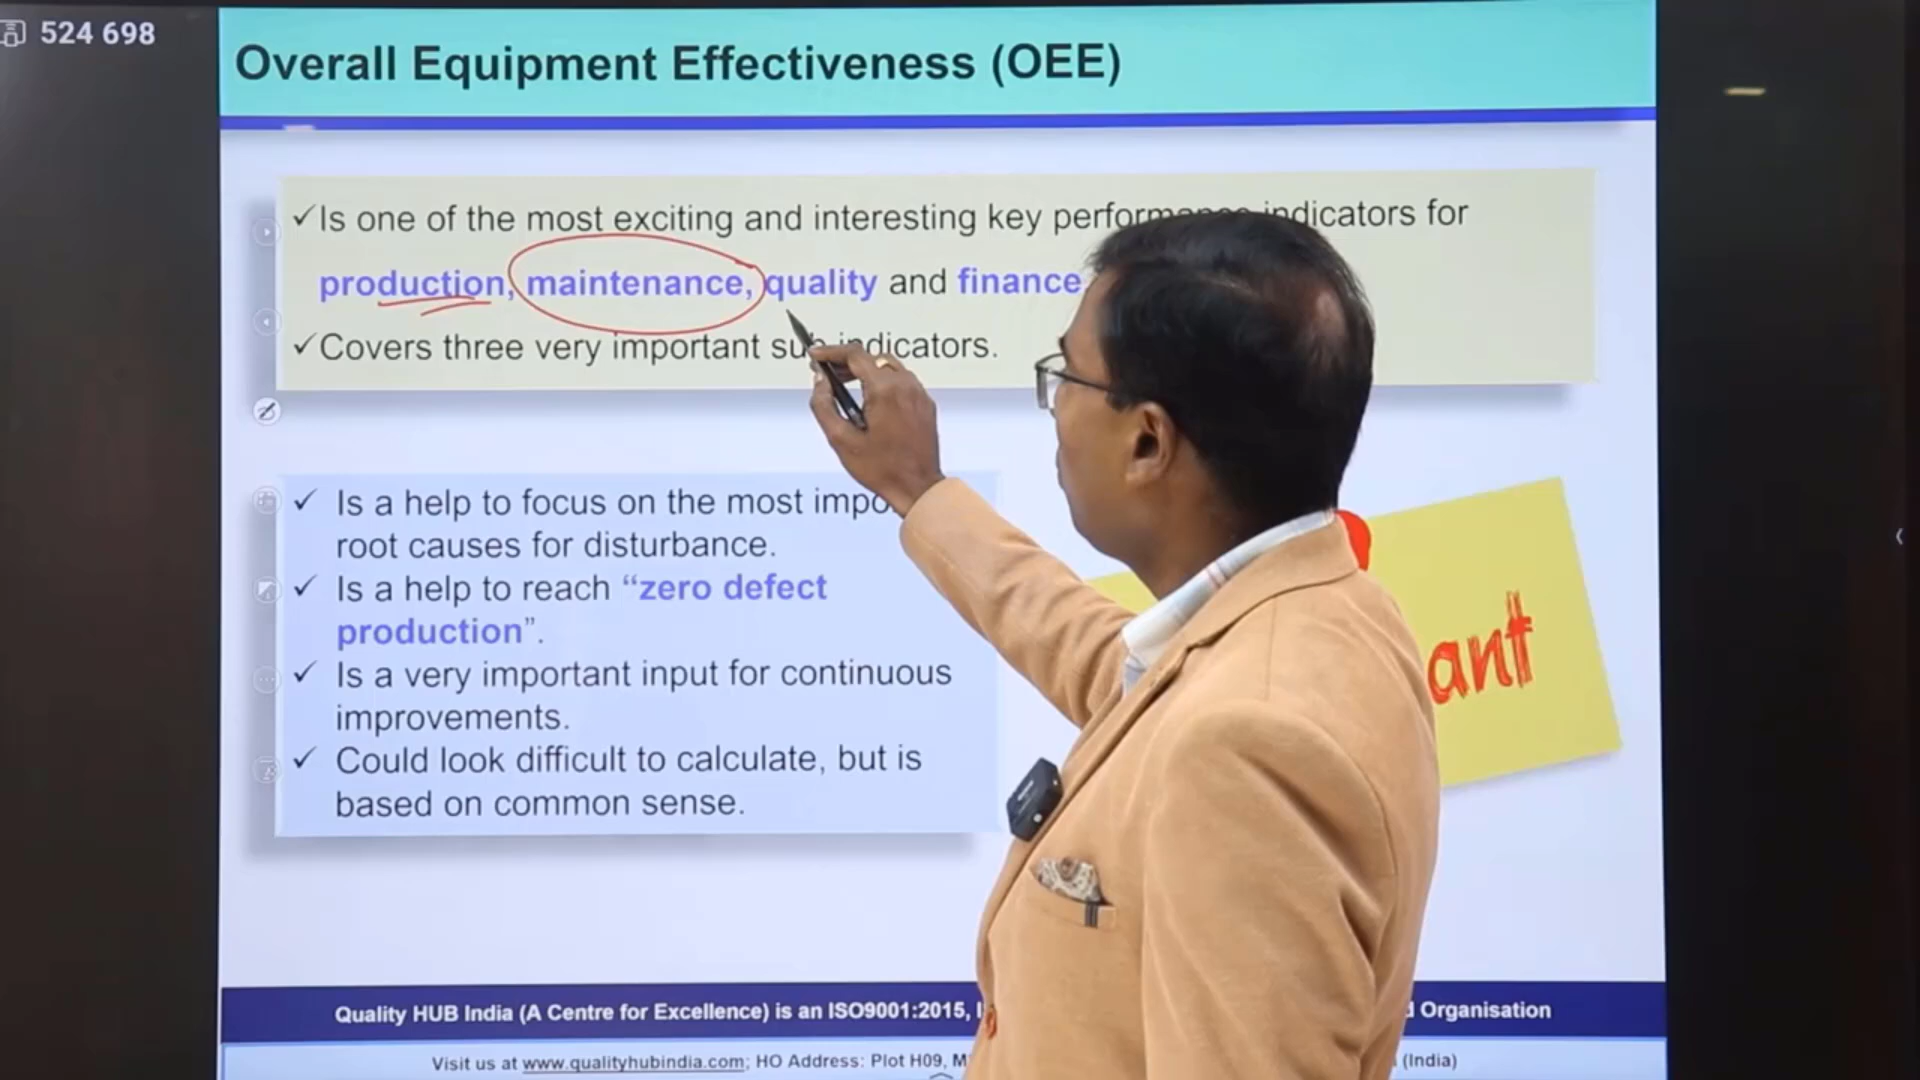 524 698
Overall Equipment Effectiveness (OEE)
✓Is one of the most exciting and interesting key performance indicators for
production, maintenance, quality and finance
✓Covers three very important sub indicators.
✓ Is a help to focus on the most impo
root causes for disturbance.
✓ Is a help to reach “zero defect
production”.
✓ Is a very important input for continuous
improvements.
✓ Could look difficult to calculate, but is
based on common sense.
ant
Quality HUB India (A Centre for Excellence) is an ISO9001:2015, Organisation
Visit us at www.qualityhubindia.com; HO Address: Plot H09, (India)